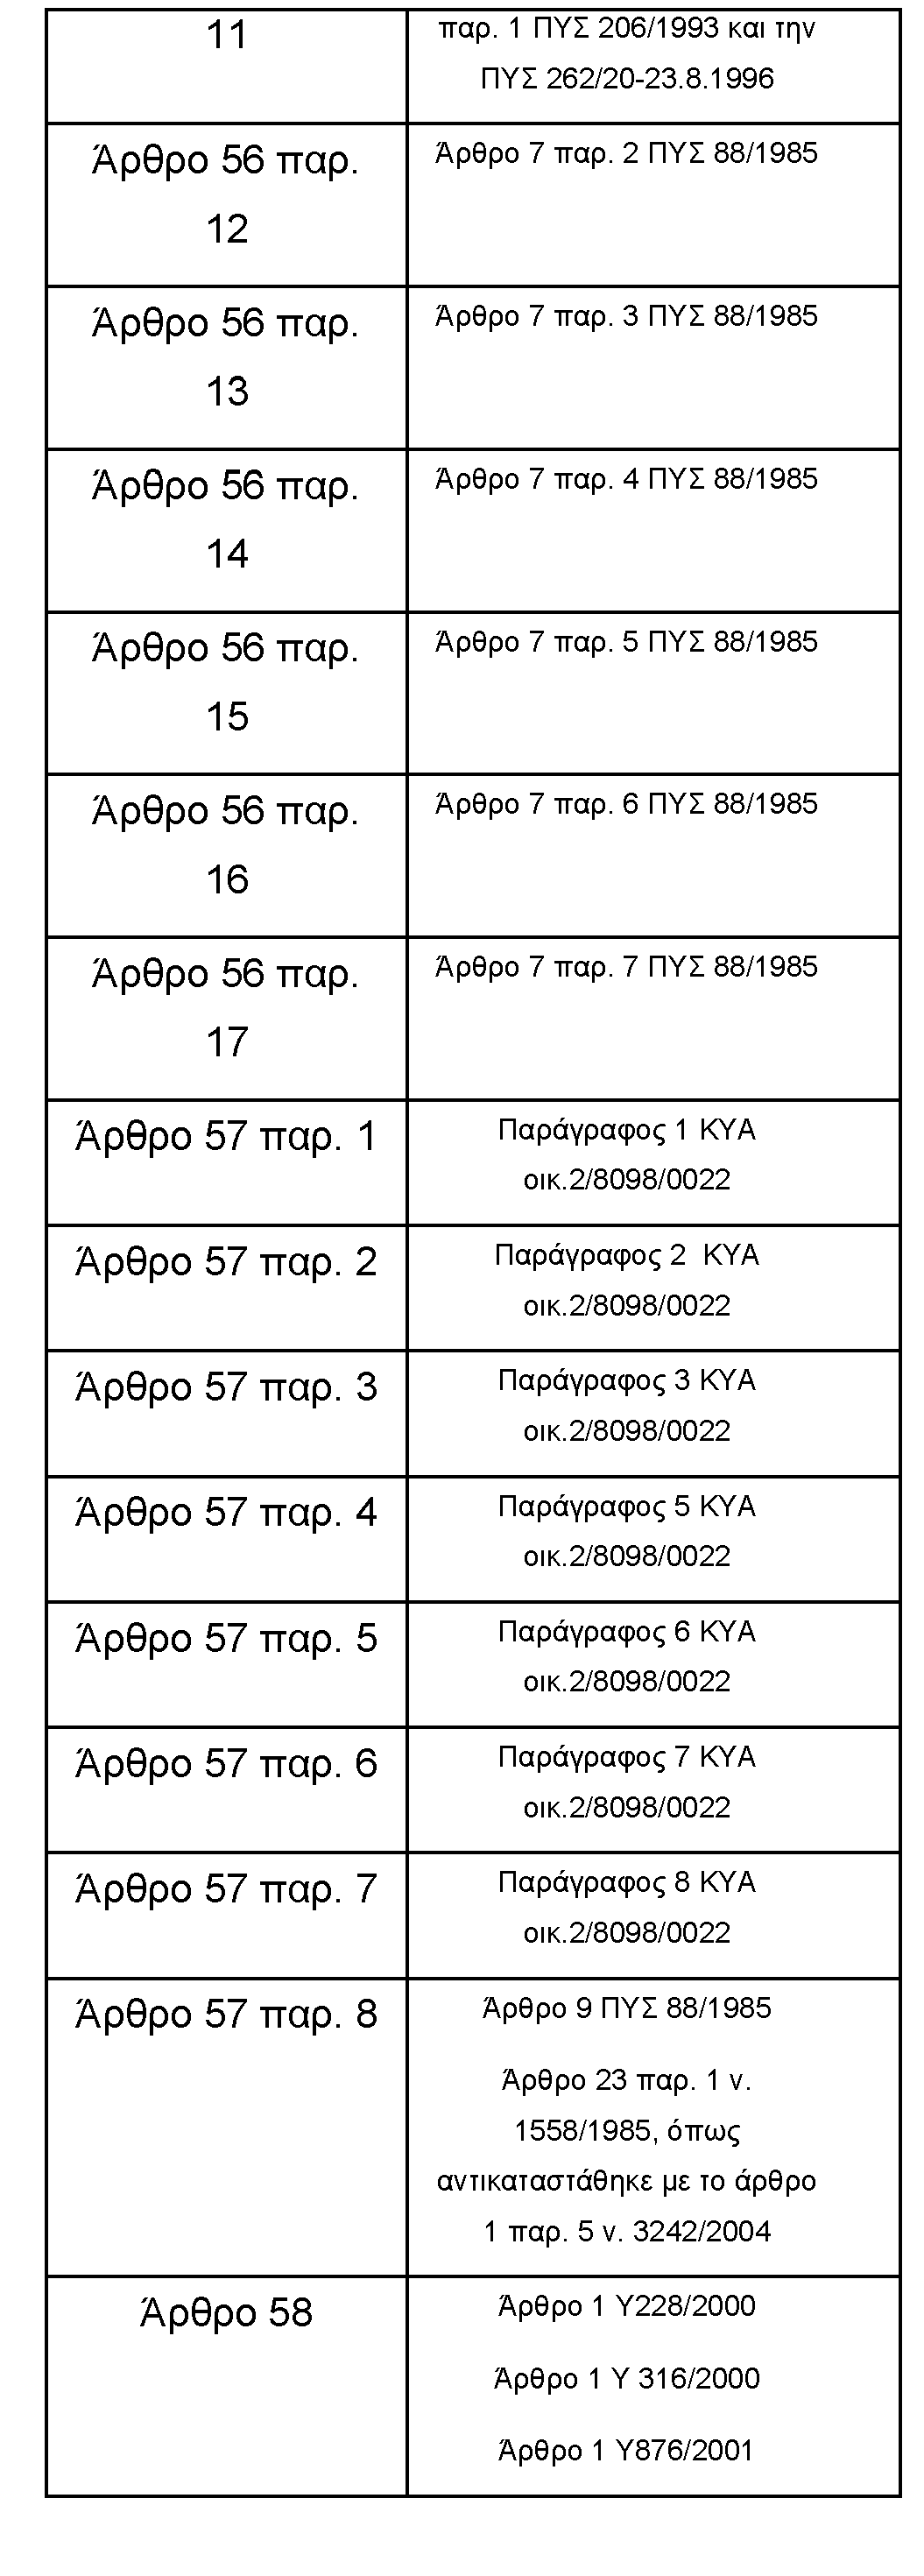 11
παρ. 1 ΠΥΣ 206/1993 και την
ΠΥΣ 262/20-23.8.1996
Άρθρο 56 παρ.
12
Άρθρο 7 παρ. 2 ΠΥΣ 88/1985
Άρθρο 56 παρ.
13
Άρθρο 7 παρ. 3 ΠΥΣ 88/1985
Άρθρο 56 παρ.
14
Άρθρο 7 παρ. 4 ΠΥΣ 88/1985
Άρθρο 56 παρ.
15
Άρθρο 7 παρ. 5 ΠΥΣ 88/1985
Άρθρο 56 παρ.
16
Άρθρο 7 παρ. 6 ΠΥΣ 88/1985
Άρθρο 56 παρ.
17
Άρθρο 7 παρ. 7 ΠΥΣ 88/1985
Άρθρο 57 παρ. 1
Παράγραφος 1 ΚΥΑ
οικ.2/8098/0022
Άρθρο 57 παρ. 2
Παράγραφος 2  ΚΥΑ
οικ.2/8098/0022
Άρθρο 57 παρ. 3
Παράγραφος 3 ΚΥΑ
οικ.2/8098/0022
Άρθρο 57 παρ. 4
Παράγραφος 5 ΚΥΑ
οικ.2/8098/0022
Άρθρο 57 παρ. 5
Παράγραφος 6 ΚΥΑ
οικ.2/8098/0022
Άρθρο 57 παρ. 6
Παράγραφος 7 ΚΥΑ
οικ.2/8098/0022
Άρθρο 57 παρ. 7
Παράγραφος 8 ΚΥΑ
οικ.2/8098/0022
Άρθρο 57 παρ. 8
Άρθρο 9 ΠΥΣ 88/1985
Άρθρο 23 παρ. 1 ν.
1558/1985, όπως
αντικαταστάθηκε με το άρθρο
1 παρ. 5 ν. 3242/2004
Άρθρο 58
Άρθρο 1 Υ228/2000
Άρθρο 1 Υ 316/2000
Άρθρο 1 Υ876/2001